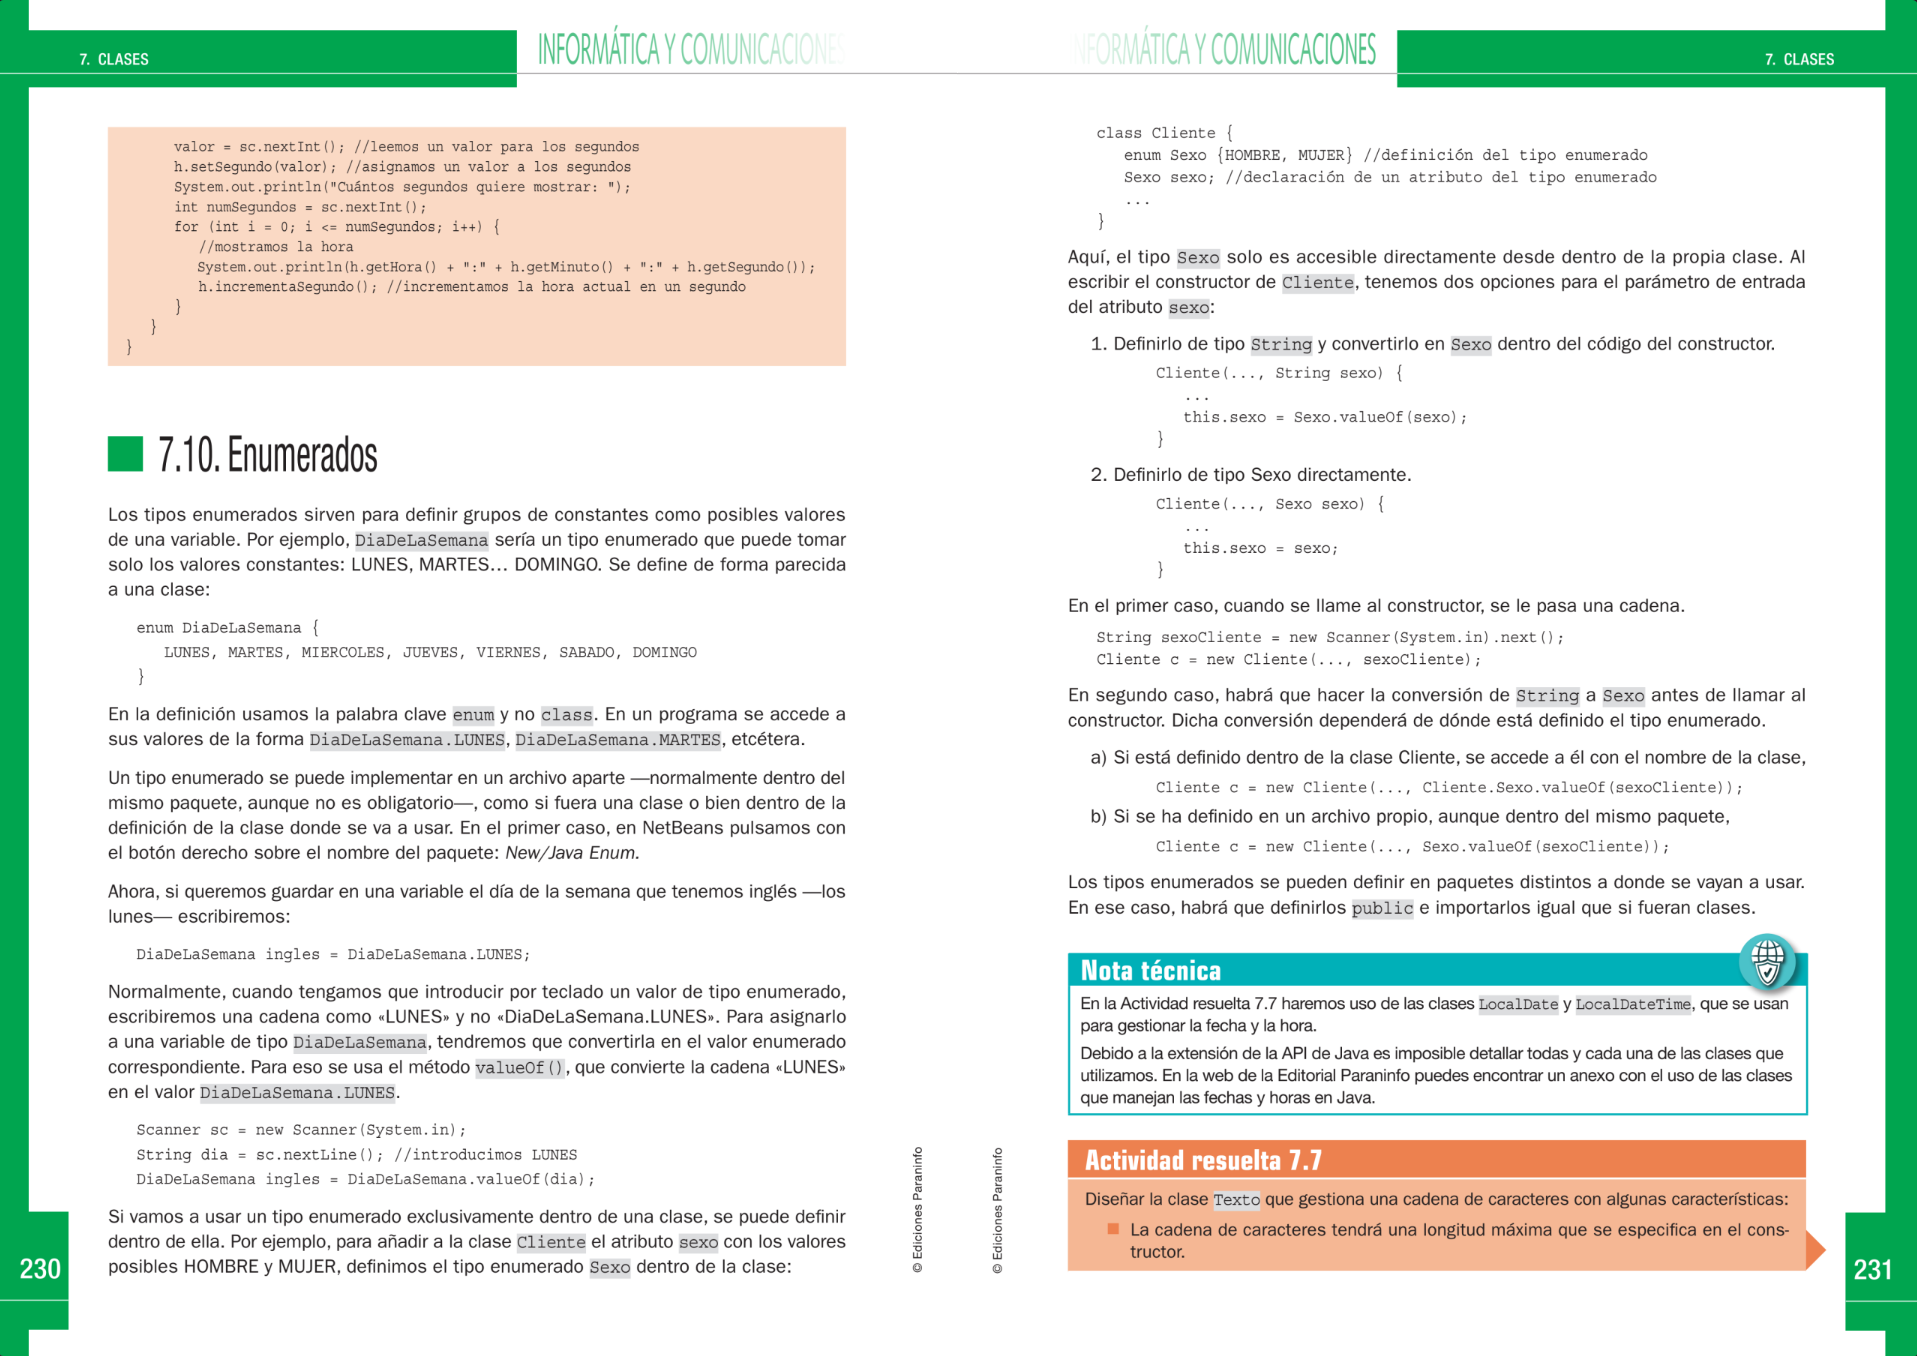 7. CLASES
INFORMÁTICA Y COMUNICACIONES
valor = sc.nextInt(); //leemos un valor para los segundos
h.setSegundo(valor); //asignamos un valor a los segundos
System.out.println("Cuántos segundos quiere mostrar: ");
int numSegundos = sc.nextInt();
for (int i = 0; i <= numSegundos; i++) {
//mostramos la hora
System.out.println(h.getHora() + ":" + h.getMinuto() + ":" + h.getSegundo());
h.incrementaSegundo(); //incrementamos la hora actual en un segundo
}
}
}
7.10. Enumerados
Los tipos enumerados sirven para definir grupos de constantes como posibles valores
de una variable. Por ejemplo, DiaDeLaSemana sería un tipo enumerado que puede tomar
solo los valores constantes: LUNES, MARTES… DOMINGO. Se define de forma parecida
a una clase:
enum DiaDeLaSemana {
LUNES, MARTES, MIERCOLES, JUEVES, VIERNES, SABADO, DOMINGO
}
En la definición usamos la palabra clave enum y no class. En un programa se accede a
sus valores de la forma DiaDeLaSemana.LUNES, DiaDeLaSemana.MARTES, etcétera.
Un tipo enumerado se puede implementar en un archivo aparte —normalmente dentro del
mismo paquete, aunque no es obligatorio—, como si fuera una clase o bien dentro de la
definición de la clase donde se va a usar. En el primer caso, en NetBeans pulsamos con
el botón derecho sobre el nombre del paquete: New/Java Enum.
Ahora, si queremos guardar en una variable el día de la semana que tenemos inglés —los
lunes— escribiremos:
DiaDeLaSemana ingles = DiaDeLaSemana.LUNES;
Normalmente, cuando tengamos que introducir por teclado un valor de tipo enumerado,
escribiremos una cadena como «LUNES» y no «DiaDeLaSemana.LUNES». Para asignarlo
a una variable de tipo DiaDeLaSemana, tendremos que convertirla en el valor enumerado
correspondiente. Para eso se usa el método valueOf(), que convierte la cadena «LUNES»
en el valor DiaDeLaSemana.LUNES.
Scanner sc = new Scanner(System.in);
String dia = sc.nextLine(); //introducimos LUNES
DiaDeLaSemana ingles = DiaDeLaSemana.valueOf(dia);
Si vamos a usar un tipo enumerado exclusivamente dentro de una clase, se puede definir
dentro de ella. Por ejemplo, para añadir a la clase Cliente el atributo sexo con los valores
posibles HOMBRE y MUJER, definimos el tipo enumerado Sexo dentro de la clase:
© Ediciones Paraninfo
230
INFORMÁTICA Y COMUNICACIONES
7. CLASES
class Cliente {
enum Sexo {HOMBRE, MUJER} //definición del tipo enumerado
Sexo sexo; //declaración de un atributo del tipo enumerado
...
}
Aquí, el tipo Sexo solo es accesible directamente desde dentro de la propia clase. Al
escribir el constructor de Cliente, tenemos dos opciones para el parámetro de entrada
del atributo sexo:
1. Definirlo de tipo String y convertirlo en Sexo dentro del código del constructor.
Cliente(..., String sexo) {
...
this.sexo = Sexo.valueOf(sexo);
}
2. Definirlo de tipo Sexo directamente.
Cliente(..., Sexo sexo) {
...
this.sexo = sexo;
}
En el primer caso, cuando se llame al constructor, se le pasa una cadena.
String sexoCliente = new Scanner(System.in).next();
Cliente c = new Cliente(..., sexoCliente);
En segundo caso, habrá que hacer la conversión de String a Sexo antes de llamar al
constructor. Dicha conversión dependerá de dónde está definido el tipo enumerado.
a) Si está definido dentro de la clase Cliente, se accede a él con el nombre de la clase,
Cliente c = new Cliente(..., Cliente.Sexo.valueOf(sexoCliente));
b) Si se ha definido en un archivo propio, aunque dentro del mismo paquete,
Cliente c = new Cliente(..., Sexo.valueOf(sexoCliente));
Los tipos enumerados se pueden definir en paquetes distintos a donde se vayan a usar.
En ese caso, habrá que definirlos public e importarlos igual que si fueran clases.
Nota técnica
En la Actividad resuelta 7.7 haremos uso de las clases LocalDate y LocalDateTime, que se usan
para gestionar la fecha y la hora.
Debido a la extensión de la API de Java es imposible detallar todas y cada una de las clases que
utilizamos. En la web de la Editorial Paraninfo puedes encontrar un anexo con el uso de las clases
que manejan las fechas y horas en Java.
Actividad resuelta 7.7
Diseñar la clase Texto que gestiona una cadena de caracteres con algunas características:
■ La cadena de caracteres tendrá una longitud máxima que se especifica en el cons-
tructor.
© Ediciones Paraninfo
231